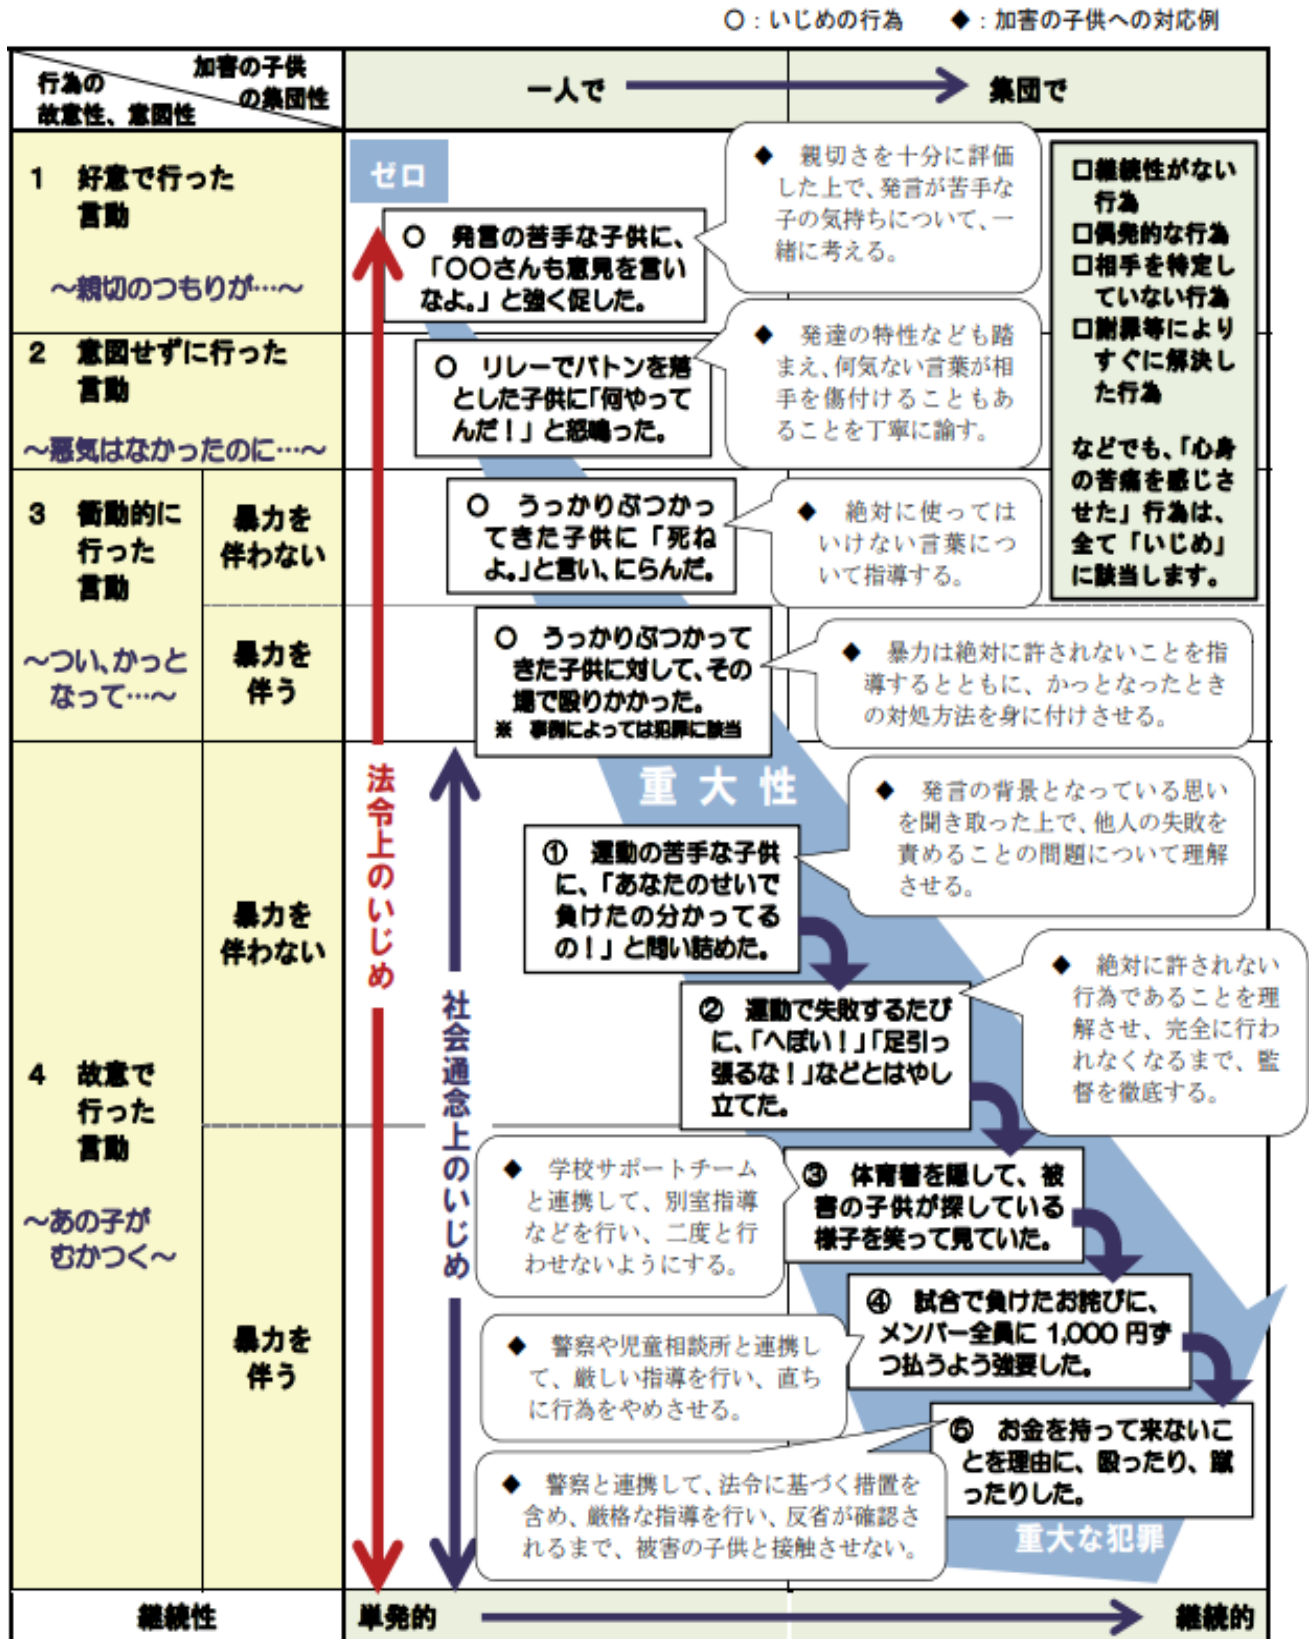 ○：いじめの行為　◆：加害の子供への対応例
加害の子供
の集団性
行為の
故意性、意図性
一人で
集団で
1　好意で行った
言動
～親切のつもりが…～
ゼロ
○　発言の苦手な子供に、
「○○さんも意見を言い
なよ。」と強く促した。
◆　親切さを十分に評価
した上で、発言が苦手な
子の気持ちについて、一
緒に考える。
□継続性がない
行為
□偶発的な行為
□相手を特定し
ていない行為
□謝罪等により
すぐに解決し
た行為
などでも、「心身
の苦痛を感じさ
せた」行為は、
全て「いじめ」
に該当します。
2　意図せずに行った
言動
～悪気はなかったのに…～
○　リレーでバトンを落
とした子供に「何やって
んだ！」と怒鳴った。
◆　発達の特性なども踏
まえ、何気ない言葉が相
手を傷付けることもあ
ることを丁寧に諭す。
3　衝動的に
行った
言動
～つい、かっと
なって…～
暴力を
伴わない
○　うっかりぶつかっ
てきた子供に「死ね
よ。」と言い、にらんだ。
◆　絶対に使っては
いけない言葉につ
いて指導する。
暴力を
伴う
○　うっかりぶつかって
きた子供に対して、その
場で殴りかかった。
※　事例によっては犯罪に該当
◆　暴力は絶対に許されないことを指
導するとともに、かっとなったとき
の対処方法を身に付けさせる。
法令上のいじめ
社会通念上のいじめ
重大性
4　故意で
行った
言動
～あの子が
むかつく～
暴力を
伴わない
①　運動の苦手な子供
に、「あなたのせいで
負けたの分かってる
の！」と問い詰めた。
◆　発言の背景となっている思い
を聞き取った上で、他人の失敗を
責めることの問題について理解
させる。
②　運動で失敗するたび
に、「へぼい！」「足引っ
張るな！」などとはやし
立てた。
◆　絶対に許されない
行為であることを理
解させ、完全に行わ
れなくなるまで、監
督を徹底する。
暴力を
伴う
③　体育着を隠して、被
害の子供が探している
様子を笑って見ていた。
◆　学校サポートチーム
と連携して、別室指導
などを行い、二度と行
わせないようにする。
④　試合で負けたお詫びに、
メンバー全員に 1,000 円ず
つ払うよう強要した。
◆　警察や児童相談所と連携し
て、厳しい指導を行い、直ち
に行為をやめさせる。
⑤　お金を持って来ないこ
とを理由に、殴ったり、蹴
ったりした。
◆　警察と連携して、法令に基づく措置を
含め、厳格な指導を行い、反省が確認さ
れるまで、被害の子供と接触させない。
重大な犯罪
継続性
単発的
継続的